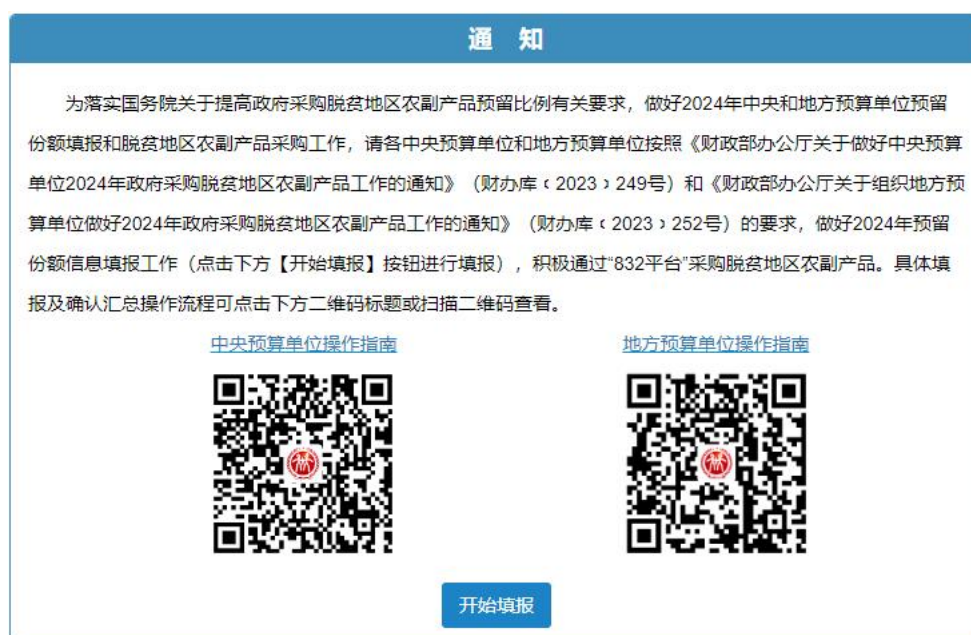 通 知
为落实国务院关于提高政府采购脱贫地区农副产品预留比例有关要求，做好2024年中央和地方预算单位预留
份额填报和脱贫地区农副产品采购工作，请各中央预算单位和地方预算单位按照《财政部办公厅关于做好中央预算
单位2024年政府采购脱贫地区农副产品工作的通知》（财办库﹝2023﹞249号）和《财政部办公厅关于组织地方预
算单位做好2024年政府采购脱贫地区农副产品工作的通知》（财办库﹝2023﹞252号）的要求，做好2024年预留
份额信息填报工作（点击下方【开始填报】按钮进行填报），积极通过“832平台”采购脱贫地区农副产品。具体填
报及确认汇总操作流程可点击下方二维码标题或扫描二维码查看。
中央预算单位操作指南
地方预算单位操作指南
开始填报